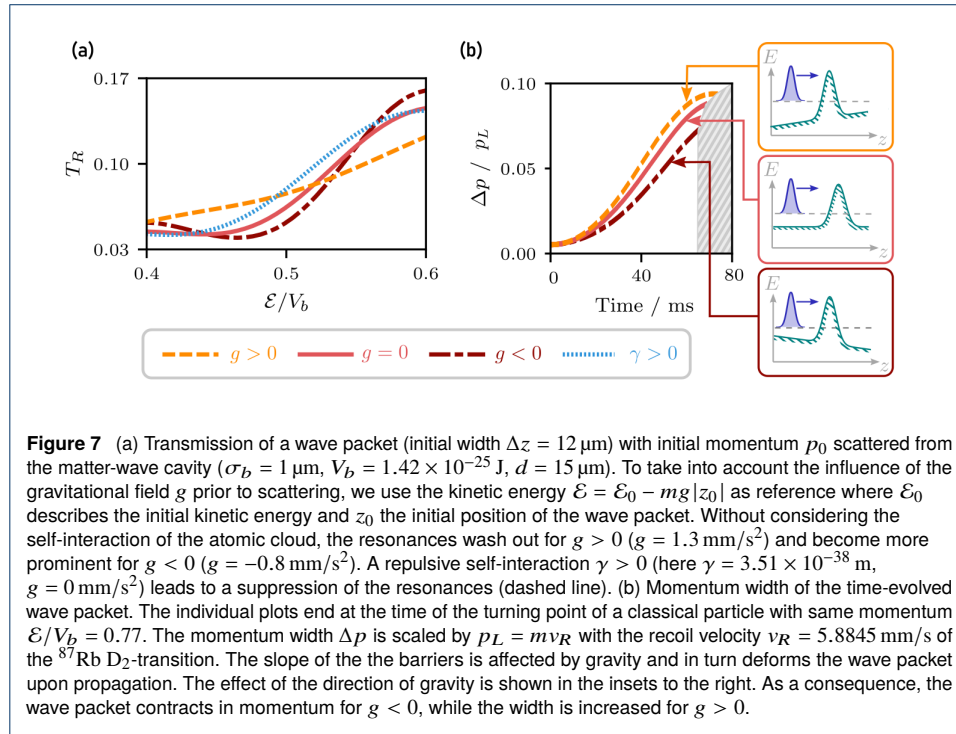 (a)
(b)
0.17
0.10
0.03
T_R
0.4
0.5
0.6
ℰ/V_b
0.10
0.05
0.00
Δp / p_L
0
40
80
Time / ms
E
z
E
z
E
z
g > 0
g = 0
g < 0
γ > 0
Figure 7 (a) Transmission of a wave packet (initial width Δz = 12 μm) with initial momentum p₀ scattered from
the matter-wave cavity (σ_b = 1 μm, V_b = 1.42 × 10⁻²⁵ J, d = 15 μm). To take into account the influence of the
gravitational field g prior to scattering, we use the kinetic energy ℰ = ℰ₀ − mg|z₀| as reference where ℰ₀
describes the initial kinetic energy and z₀ the initial position of the wave packet. Without considering the
self-interaction of the atomic cloud, the resonances wash out for g > 0 (g = 1.3 mm/s²) and become more
prominent for g < 0 (g = −0.8 mm/s²). A repulsive self-interaction γ > 0 (here γ = 3.51 × 10⁻³⁸ m,
g = 0 mm/s²) leads to a suppression of the resonances (dashed line). (b) Momentum width of the time-evolved
wave packet. The individual plots end at the time of the turning point of a classical particle with same momentum
ℰ/V_b = 0.77. The momentum width Δp is scaled by p_L = mv_R with the recoil velocity v_R = 5.8845 mm/s of
the ⁸⁷Rb D₂-transition. The slope of the the barriers is affected by gravity and in turn deforms the wave packet
upon propagation. The effect of the direction of gravity is shown in the insets to the right. As a consequence, the
wave packet contracts in momentum for g < 0, while the width is increased for g > 0.